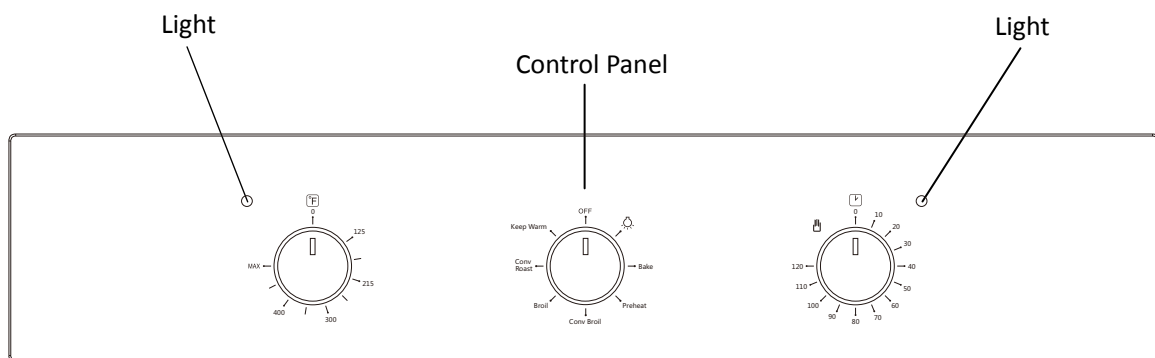 Light
Light
Control Panel
°F
0
125
215
300
400
MAX
OFF
Bake
Preheat
Conv Broil
Broil
Conv
Roast
Keep Warm
0
10
20
30
40
50
60
70
80
90
100
110
120